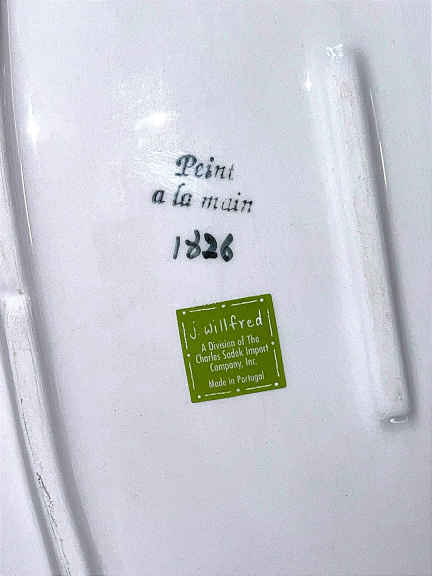 Peint
a la main
1826
j. willfred
A Division of The
Charles Sadek Import
Company, Inc.
Made in Portugal